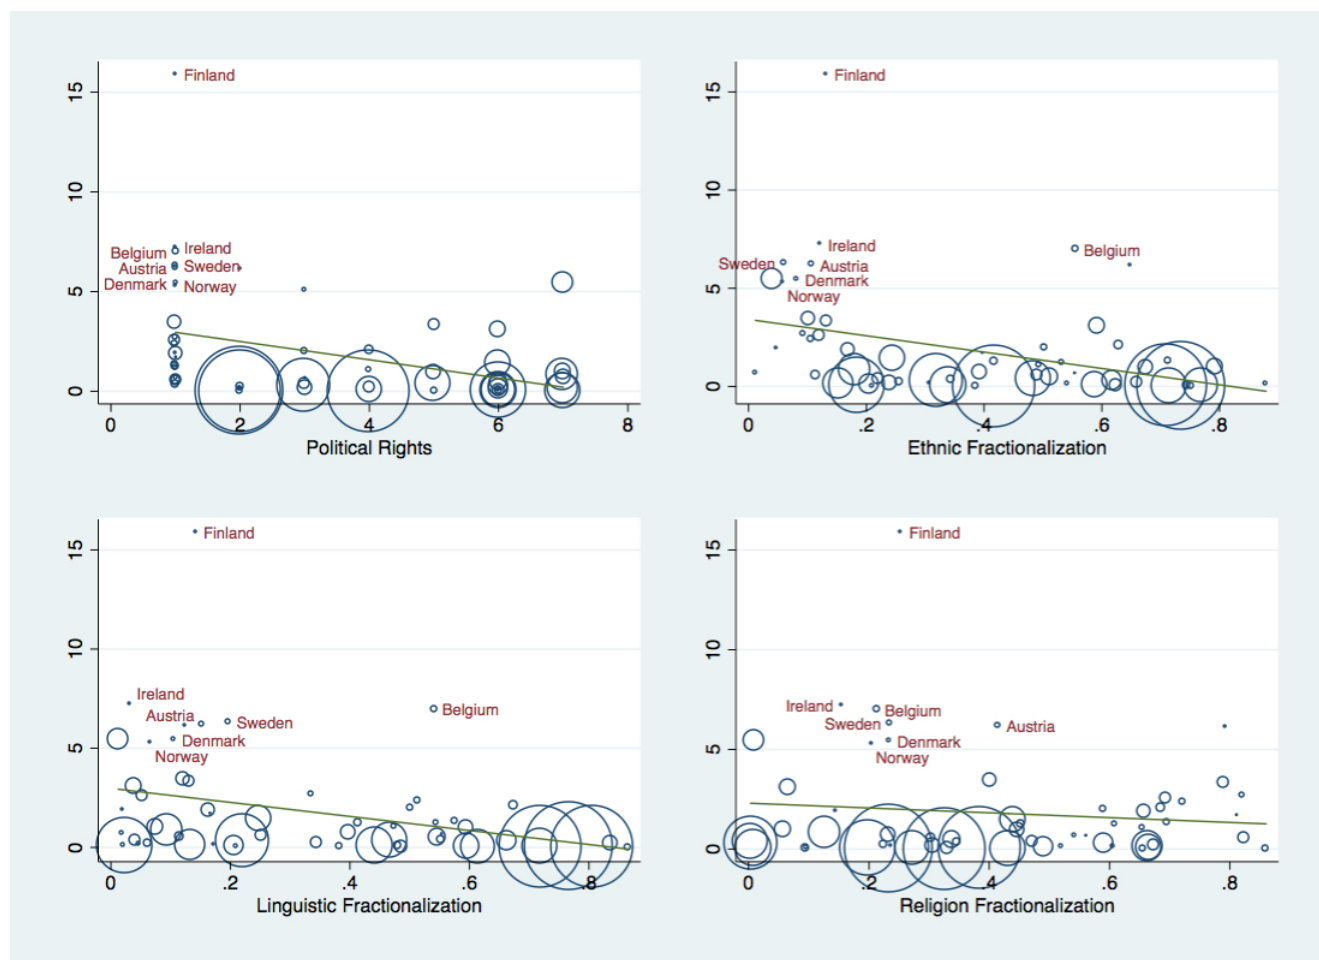 15
10
5
0
Finland
Belgium
Ireland
Austria
Sweden
Denmark
Norway
0 2 4 6 8
Political Rights
15
10
5
0
Finland
Ireland
Belgium
Sweden
Austria
Denmark
Norway
0 .2 .4 .6 .8
Ethnic Fractionalization
15
10
5
0
Finland
Ireland
Austria
Sweden
Belgium
Denmark
Norway
0 .2 .4 .6 .8
Linguistic Fractionalization
15
10
5
0
Finland
Ireland
Belgium
Sweden
Austria
Denmark
Norway
0 .2 .4 .6 .8
Religion Fractionalization